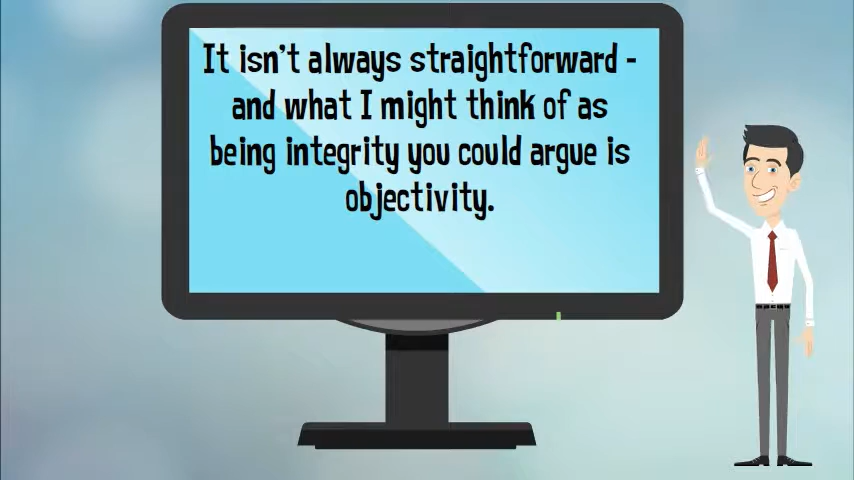 It isn't always straightforward -
and what I might think of as
being integrity you could argue is
objectivity.